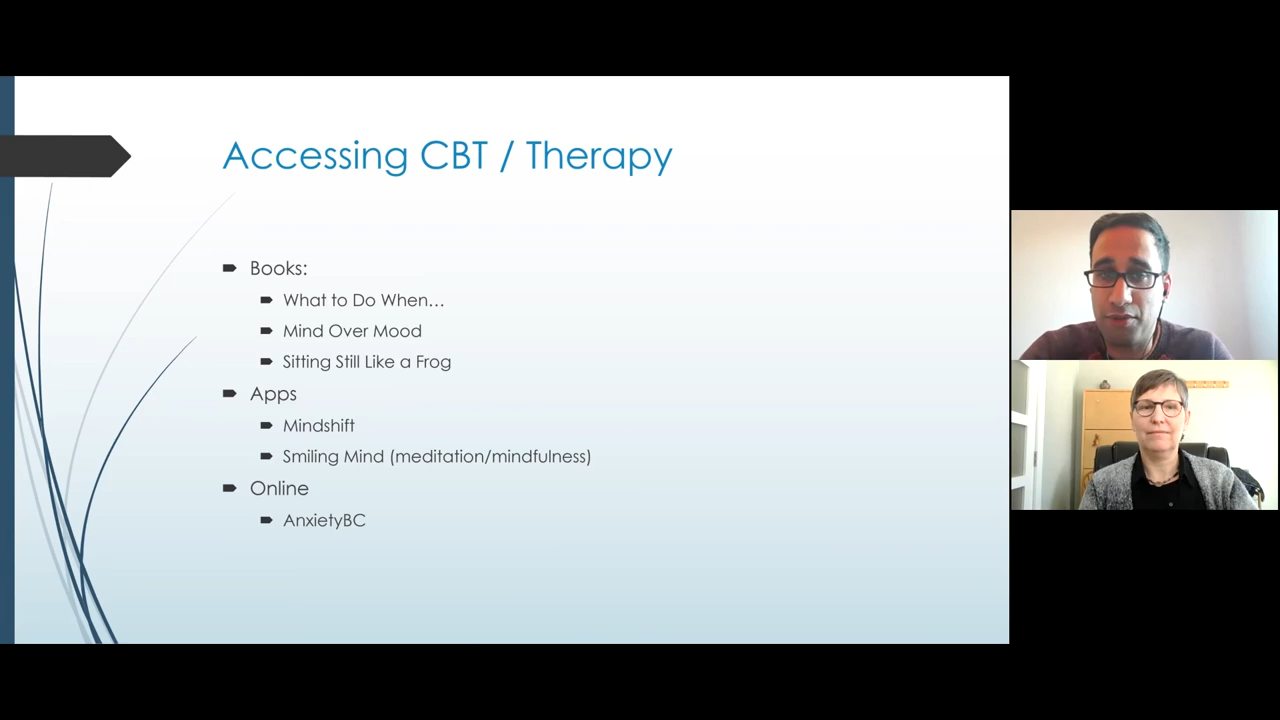 Accessing CBT / Therapy
Books:
What to Do When…
Mind Over Mood
Sitting Still Like a Frog
Apps
Mindshift
Smiling Mind (meditation/mindfulness)
Online
AnxietyBC